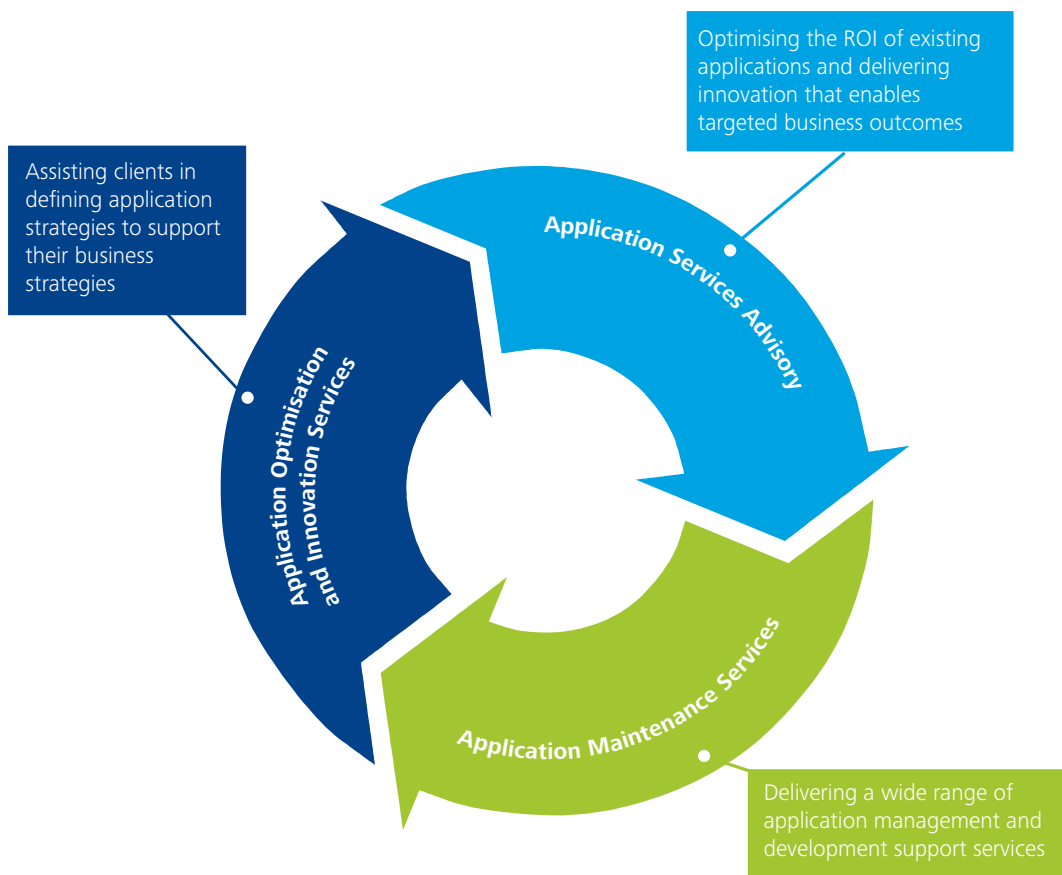 Optimising the ROI of existing
applications and delivering
innovation that enables
targeted business outcomes
Assisting clients in
defining application
strategies to support
their business
strategies
Application Services Advisory
Application Optimisation
and Innovation Services
Application Maintenance Services
Delivering a wide range of
application management and
development support services